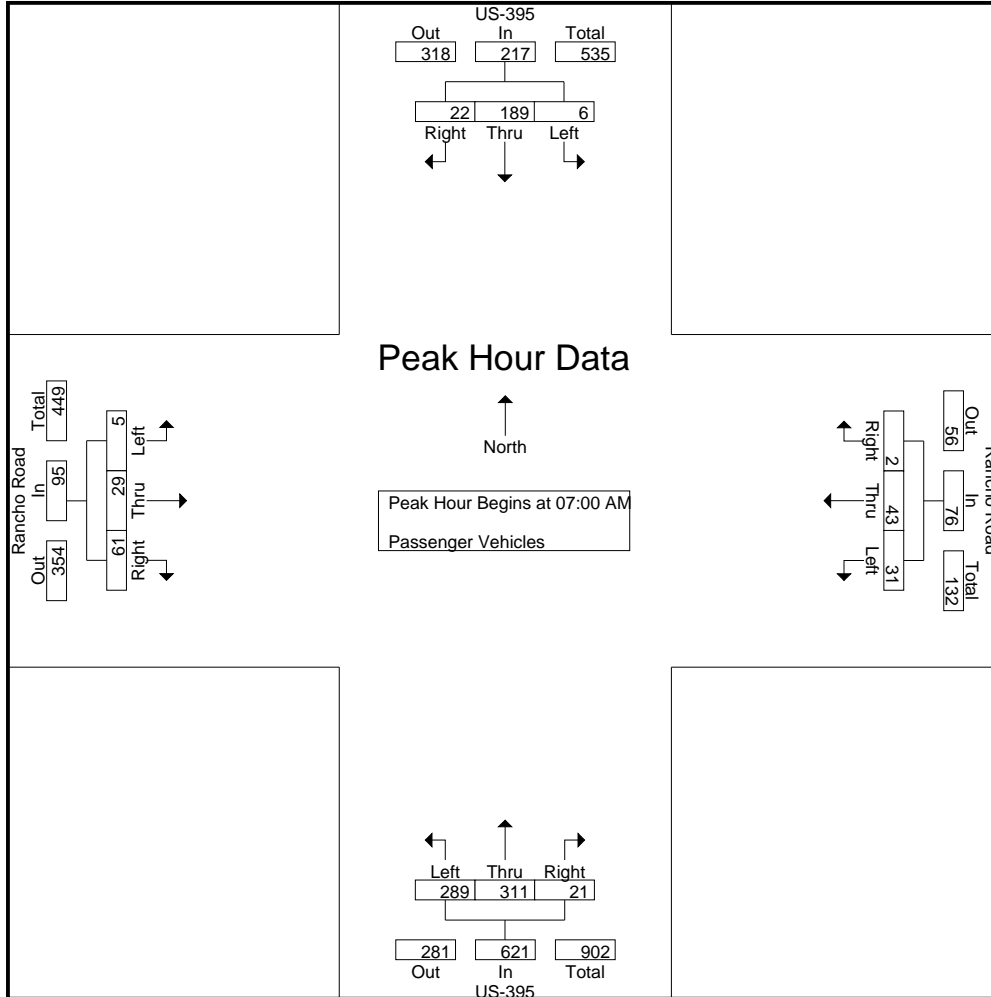 US-395
Out In Total
318 217 535
22 189 6
Right Thru Left
Peak Hour Data
North
Peak Hour Begins at 07:00 AM
Passenger Vehicles
Rancho Road
Total In Out
449 95 354
5 29 61
Left Thru Right
Right Thru Left
2 43 31
Out In Total
56 76 132
Rancho Road
Left Thru Right
289 311 21
281 621 902
Out In Total
US-395